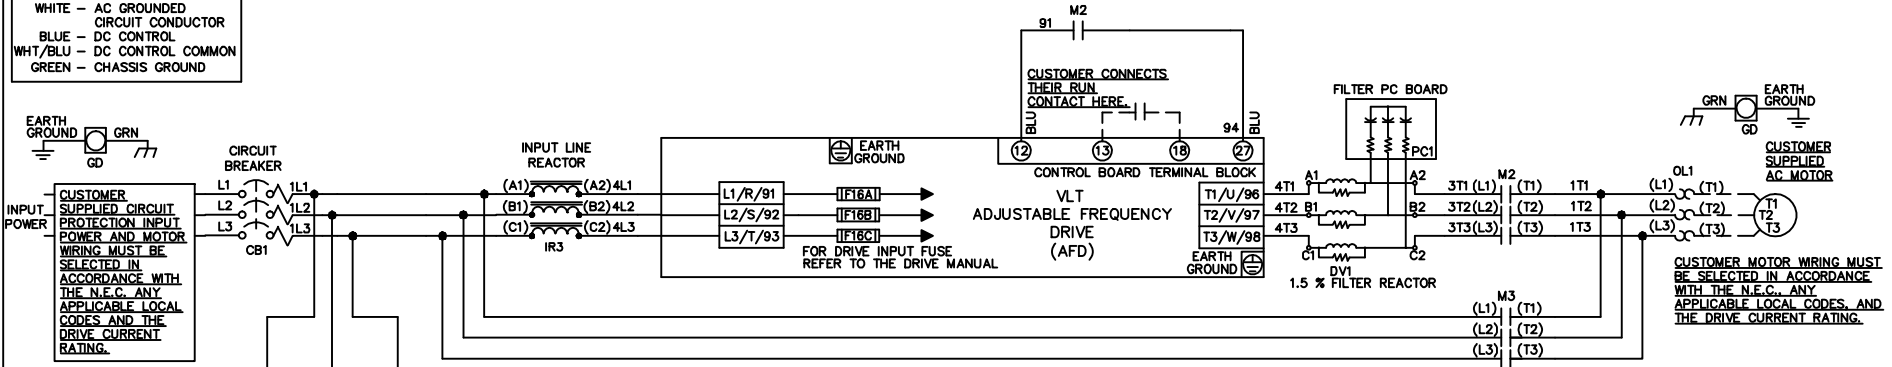 WHITE – AC GROUNDED
CIRCUIT CONDUCTOR
BLUE – DC CONTROL
WHT/BLU – DC CONTROL COMMON
GREEN – CHASSIS GROUND
EARTH
GROUND
GRN
GD
INPUT
POWER
CUSTOMER
SUPPLIED CIRCUIT
PROTECTION INPUT
POWER AND MOTOR
WIRING MUST BE
SELECTED IN
ACCORDANCE WITH
THE N.E.C. ANY
APPLICABLE LOCAL
CODES AND THE
DRIVE CURRENT
RATING.
CIRCUIT
BREAKER
L1 1L1
L2 1L2
L3 1L3
CB1
INPUT LINE
REACTOR
(A1) (A2) 4L1
(B1) (B2) 4L2
(C1) (C2) 4L3
IR3
L1/R/91
L2/S/92
L3/T/93
F16A
F16B
F16C
FOR DRIVE INPUT FUSE
REFER TO THE DRIVE MANUAL
EARTH
GROUND
M2
91
CUSTOMER CONNECTS
THEIR RUN
CONTACT HERE.
BLU
94
BLU
12 13 18 27
CONTROL BOARD TERMINAL BLOCK
VLT
ADJUSTABLE FREQUENCY
DRIVE
(AFD)
T1/U/96
T2/V/97
T3/W/98
EARTH
GROUND
4T1
4T2
4T3
FILTER PC BOARD
PC1
A1 A2
B1 B2
C1 C2
DV1
1.5 % FILTER REACTOR
M2
3T1 (L1) (T1) 1T1
3T2 (L2) (T2) 1T2
3T3 (L3) (T3) 1T3
M3
(L1) (T1)
(L2) (T2)
(L3) (T3)
GRN
GD
EARTH
GROUND
CUSTOMER
SUPPLIED
AC MOTOR
OL1
(L1) (T1)
(L2) (T2)
(L3) (T3)
T1
T2
T3
CUSTOMER MOTOR WIRING MUST
BE SELECTED IN ACCORDANCE
WITH THE N.E.C., ANY
APPLICABLE LOCAL CODES, AND
THE DRIVE CURRENT RATING.